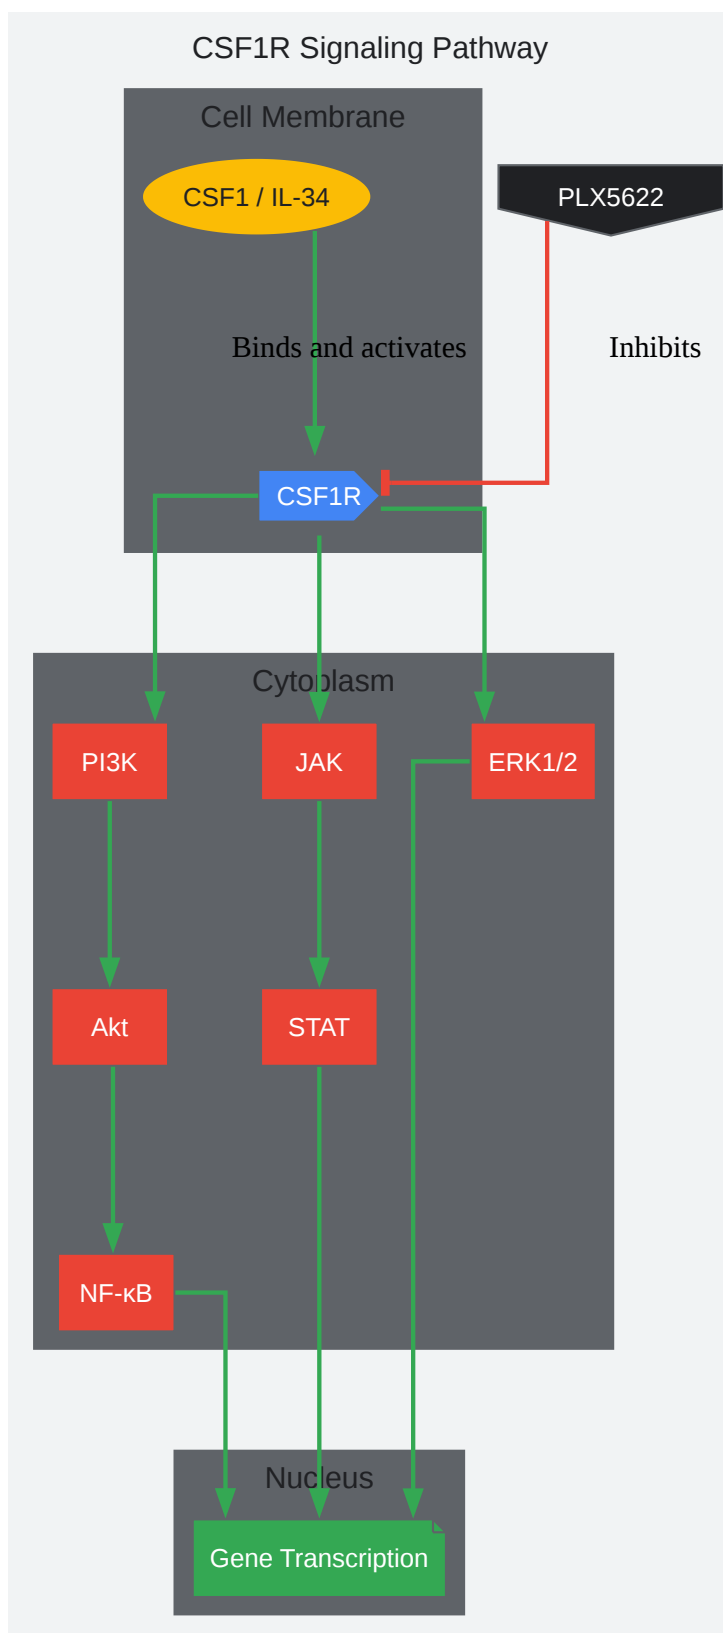 CSF1R Signaling Pathway
Cell Membrane
CSF1 / IL-34
PLX5622
Binds and activates
Inhibits
CSF1R
Cytoplasm
PI3K
JAK
ERK1/2
Akt
STAT
NF-κB
Nucleus
Gene Transcription